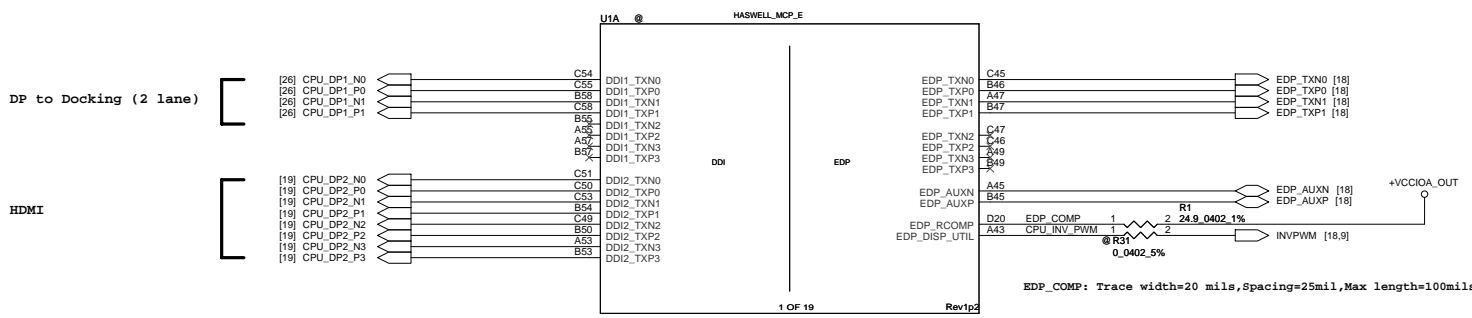 U1A @ HASWELL_MCP_E
DP to Docking (2 lane)
[26] CPU_DP1_N0 C54 DDI1_TXN0
[26] CPU_DP1_P0 C55 DDI1_TXP0
[26] CPU_DP1_N1 B58 DDI1_TXN1
[26] CPU_DP1_P1 C58 DDI1_TXP1
B55 DDI1_TXN2
A55 DDI1_TXP2
A57 DDI1_TXN3
B57 DDI1_TXP3
HDMI
[19] CPU_DP2_N0 C51 DDI2_TXN0
[19] CPU_DP2_P0 C50 DDI2_TXP0
[19] CPU_DP2_N1 C53 DDI2_TXN1
[19] CPU_DP2_P1 B54 DDI2_TXP1
[19] CPU_DP2_N2 C49 DDI2_TXN2
[19] CPU_DP2_P2 B50 DDI2_TXP2
[19] CPU_DP2_N3 A53 DDI2_TXN3
[19] CPU_DP2_P3 B53 DDI2_TXP3
DDI EDP
EDP_TXN0 C45 EDP_TXN0 [18]
EDP_TXP0 B46 EDP_TXP0 [18]
EDP_TXN1 A47 EDP_TXN1 [18]
EDP_TXP1 B47 EDP_TXP1 [18]
EDP_TXN2 C47
EDP_TXP2 C46
EDP_TXN3 A49
EDP_TXP3 B49
EDP_AUXN A45 EDP_AUXN [18]
EDP_AUXP B45 EDP_AUXP [18]
+VCCIOA_OUT
R1
24.9_0402_1%
EDP_RCOMP D20 EDP_COMP 1 2
EDP_DISP_UTIL A43 CPU_INV_PWM 1 2 INVPWM [18,9]
@ R31
0_0402_5%
EDP_COMP: Trace width=20 mils,Spacing=25mil,Max length=100mils
1 OF 19 Rev1p2